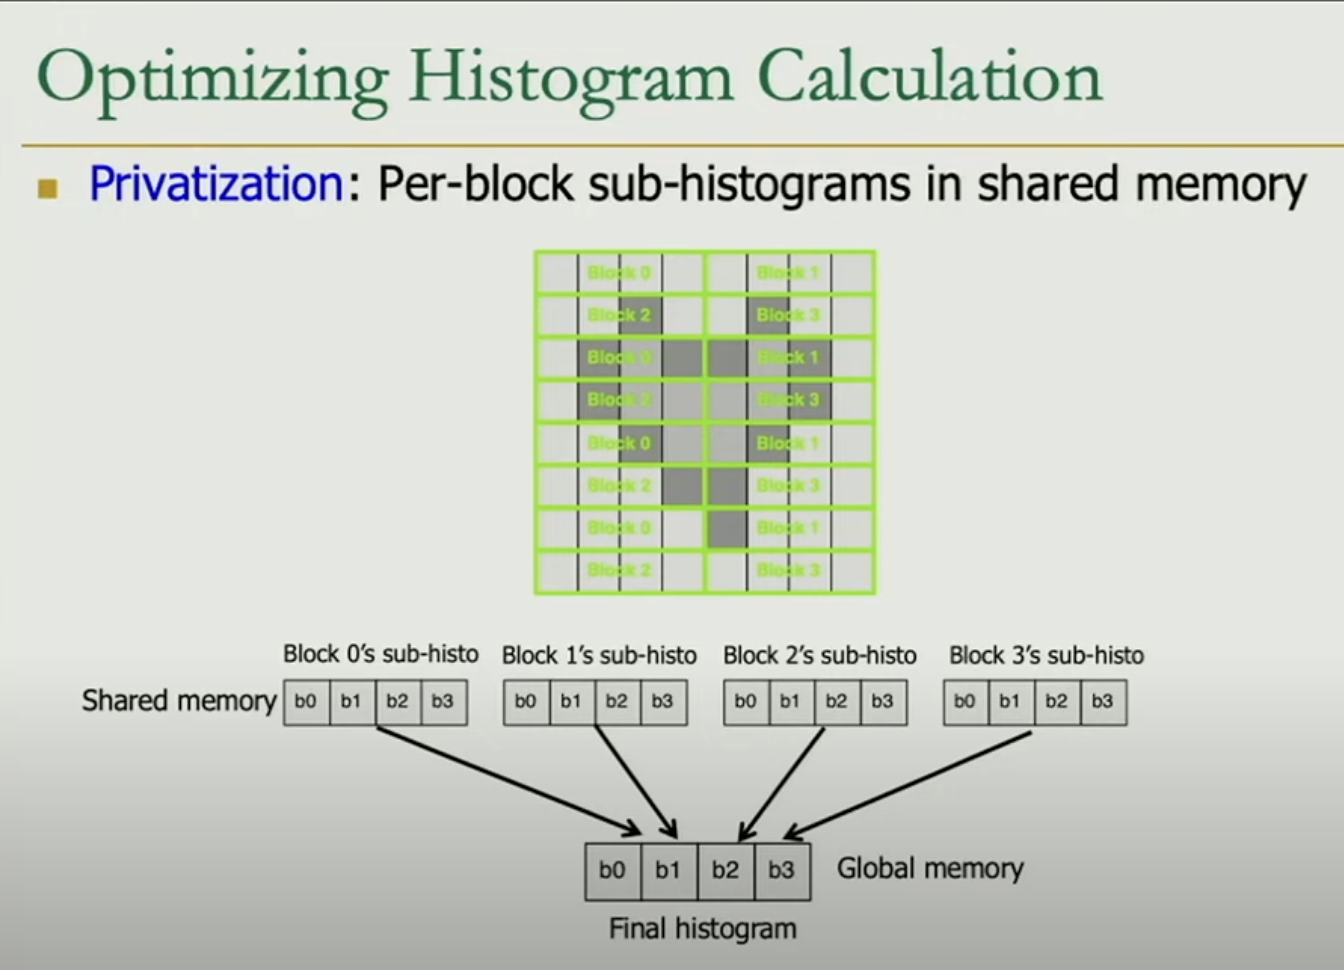 Optimizing Histogram Calculation
Privatization: Per-block sub-histograms in shared memory
Block 0 Block 1
Block 2 Block 3
Block 0 Block 1
Block 2 Block 3
Block 0 Block 1
Block 2 Block 3
Block 0 Block 1
Block 2 Block 3
Block 0's sub-histo Block 1's sub-histo Block 2's sub-histo Block 3's sub-histo
Shared memory b0 b1 b2 b3 b0 b1 b2 b3 b0 b1 b2 b3 b0 b1 b2 b3
b0 b1 b2 b3 Global memory
Final histogram